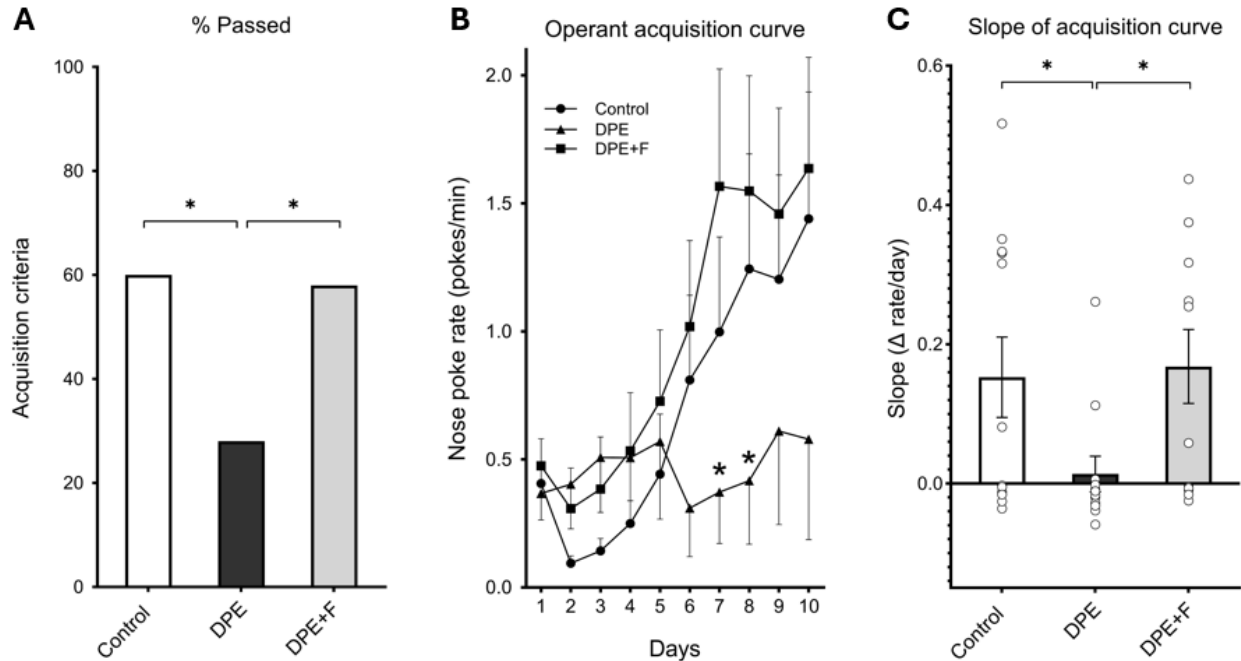 A
% Passed
Acquisition criteria
100
80
60
40
20
0
* *
Control
DPE
DPE+F
B
Operant acquisition curve
Nose poke rate (pokes/min)
2.0
1.5
1.0
0.5
0.0
Control
DPE
DPE+F
* *
1 2 3 4 5 6 7 8 9 10
Days
C
Slope of acquisition curve
Slope (Δ rate/day)
0.6
0.4
0.2
0.0
* *
Control
DPE
DPE+F